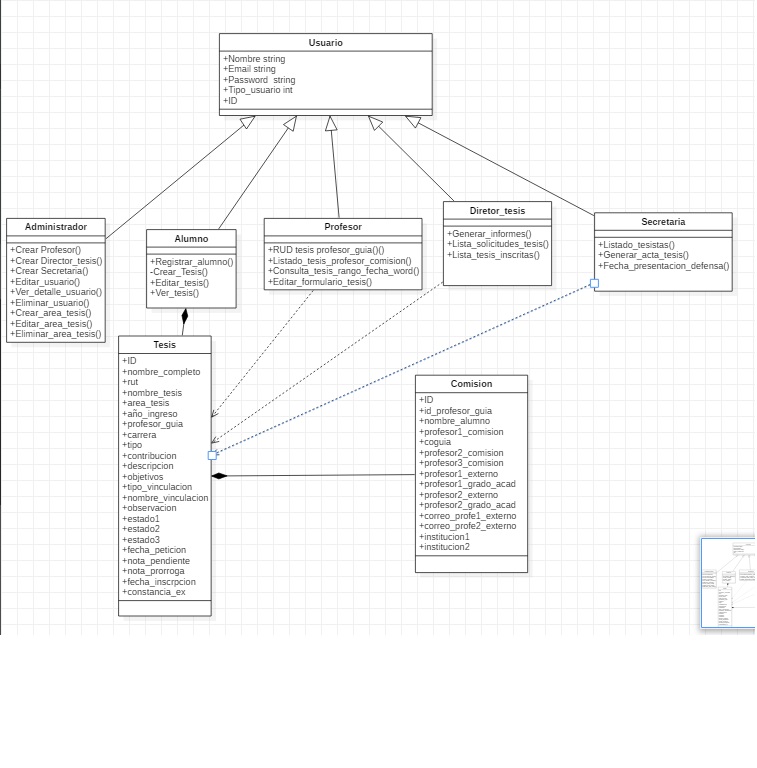 Usuario
+Nombre string
+Email string
+Password  string
+Tipo_usuario int
+ID
Administrador
+Crear Profesor()
+Crear Director_tesis()
+Crear Secretaria()
+Editar_usuario()
+Ver_detalle_usuario()
+Eliminar_usuario()
+Crear_area_tesis()
+Editar_area_tesis()
+Eliminar_area_tesis()
Alumno
+Registrar_alumno()
-Crear_Tesis()
+Editar_tesis()
+Ver_tesis()
Profesor
+RUD tesis profesor_guia()()
+Listado_tesis_profesor_comision()
+Consulta_tesis_rango_fecha_word()
+Editar_formulario_tesis()
Diretor_tesis
+Generar_informes()
+Lista_solicitudes_tesis()
+Lista_tesis_inscritas()
Secretaria
+Listado_tesistas()
+Generar_acta_tesis()
+Fecha_presentacion_defensa()
Tesis
+ID
+nombre_completo
+rut
+nombre_tesis
+area_tesis
+año_ingreso
+profesor_guia
+carrera
+tipo
+contribucion
+descripcion
+objetivos
+tipo_vinculacion
+nombre_vinculacion
+observacion
+estado1
+estado2
+estado3
+fecha_peticion
+nota_pendiente
+nota_prorroga
+fecha_inscrpcion
+constancia_ex
Comision
+ID
+id_profesor_guia
+nombre_alumno
+profesor1_comision
+coguia
+profesor2_comision
+profesor3_comision
+profesor1_externo
+profesor1_grado_acad
+profesor2_externo
+profesor2_grado_acad
+correo_profe1_externo
+correo_profe2_externo
+institucion1
+institucion2